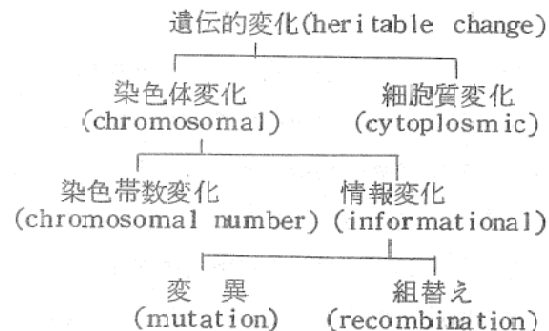 遺伝的変化(heritable change)
染色体変化 細胞質変化
(chromosomal) (cytoplosmic)
染色帯数変化 情報変化
(chromosomal number) (informational)
変 異 組替え
(mutation) (recombination)